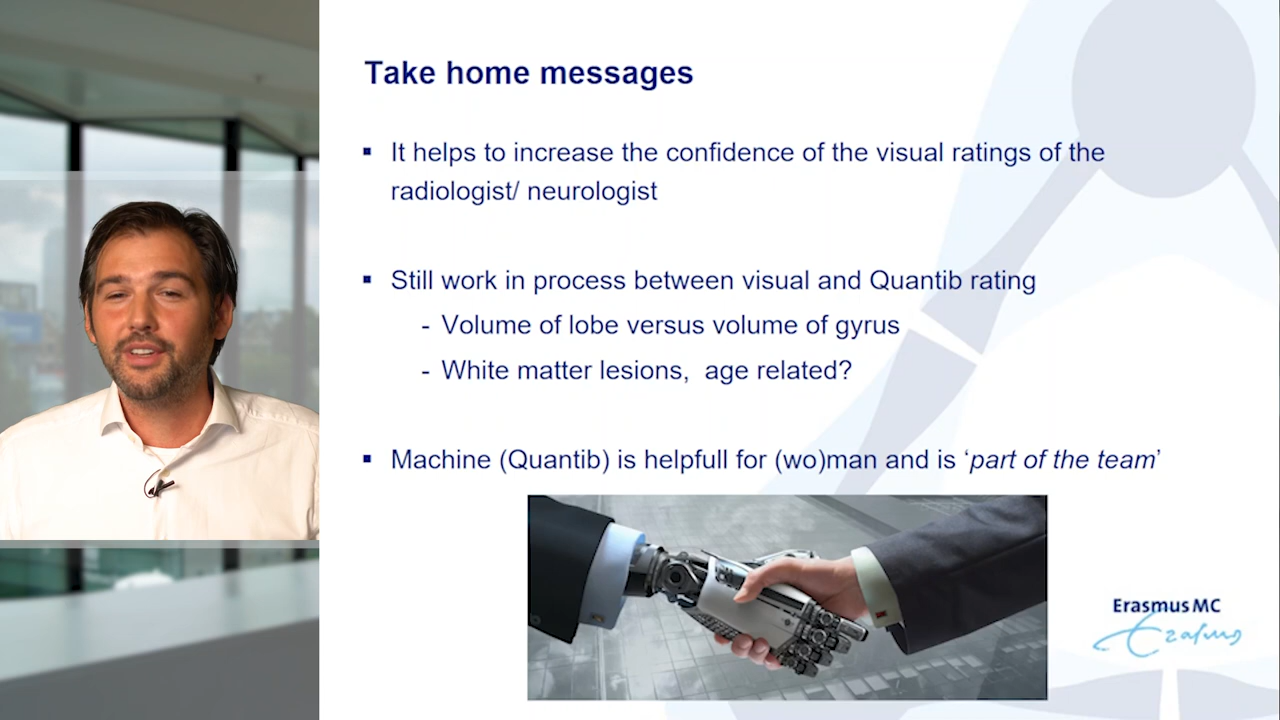 Take home messages
▪ It helps to increase the confidence of the visual ratings of the
radiologist/ neurologist
▪ Still work in process between visual and Quantib rating
- Volume of lobe versus volume of gyrus
- White matter lesions,  age related?
▪ Machine (Quantib) is helpfull for (wo)man and is ‘part of the team’
Erasmus MC
Erasmus